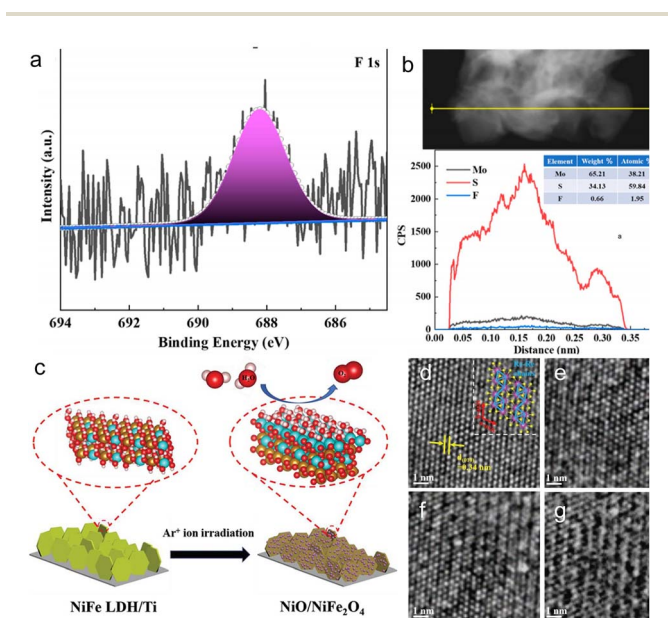 a
F 1s
Intensity (a.u.)
694
692
690
688
686
Binding Energy (eV)
b
Mo
S
F
Element Weight % Atomic %
Mo 65.21 38.21
S 34.13 59.84
F 0.66 1.95
a
CPS
2500
2000
1500
1000
500
0
0.00 0.05 0.10 0.15 0.20 0.25 0.30 0.35 0.38
Distance (nm)
c
Ar⁺ ion irradiation
NiFe LDH/Ti
NiO/NiFe₂O₄
d
1 nm
e
1 nm
f
1 nm
g
1 nm